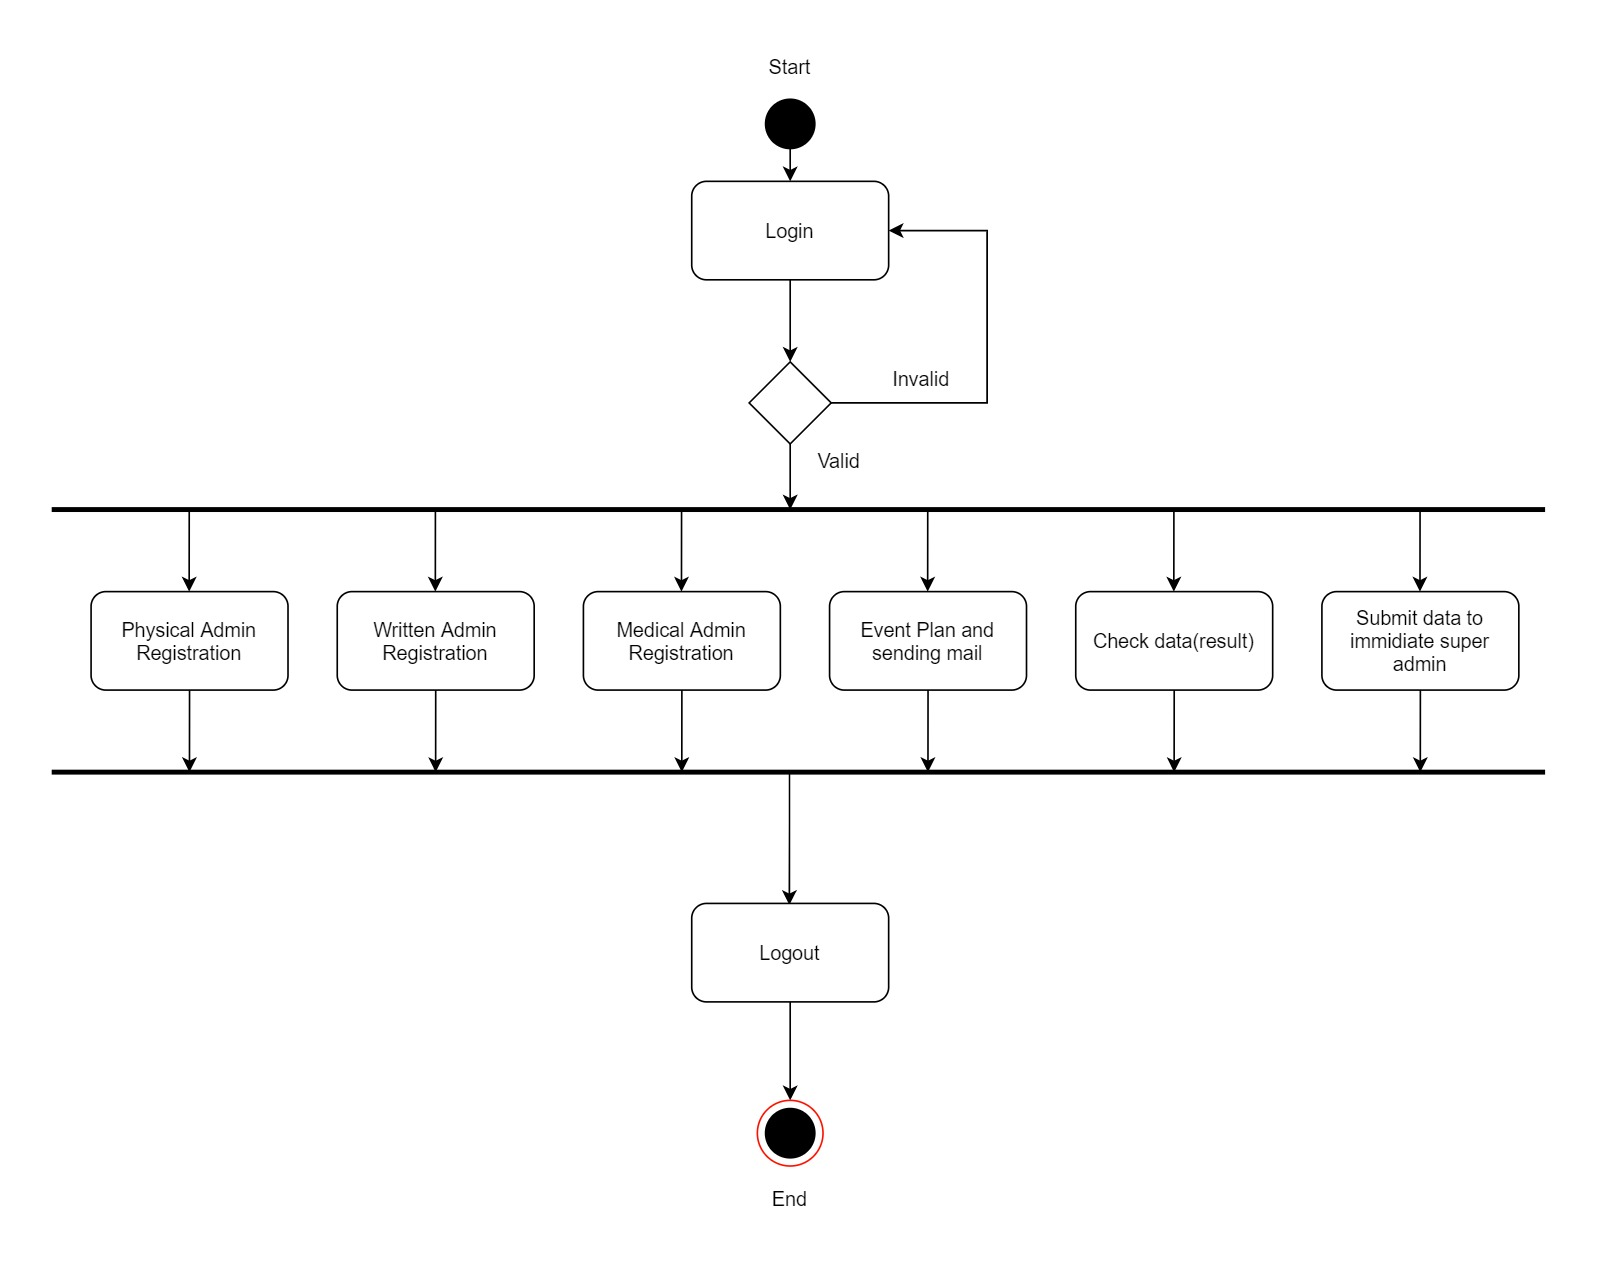 Start
Login
Invalid
Valid
Physical Admin
Registration
Written Admin
Registration
Medical Admin
Registration
Event Plan and
sending mail
Check data(result)
Submit data to
immidiate super
admin
Logout
End